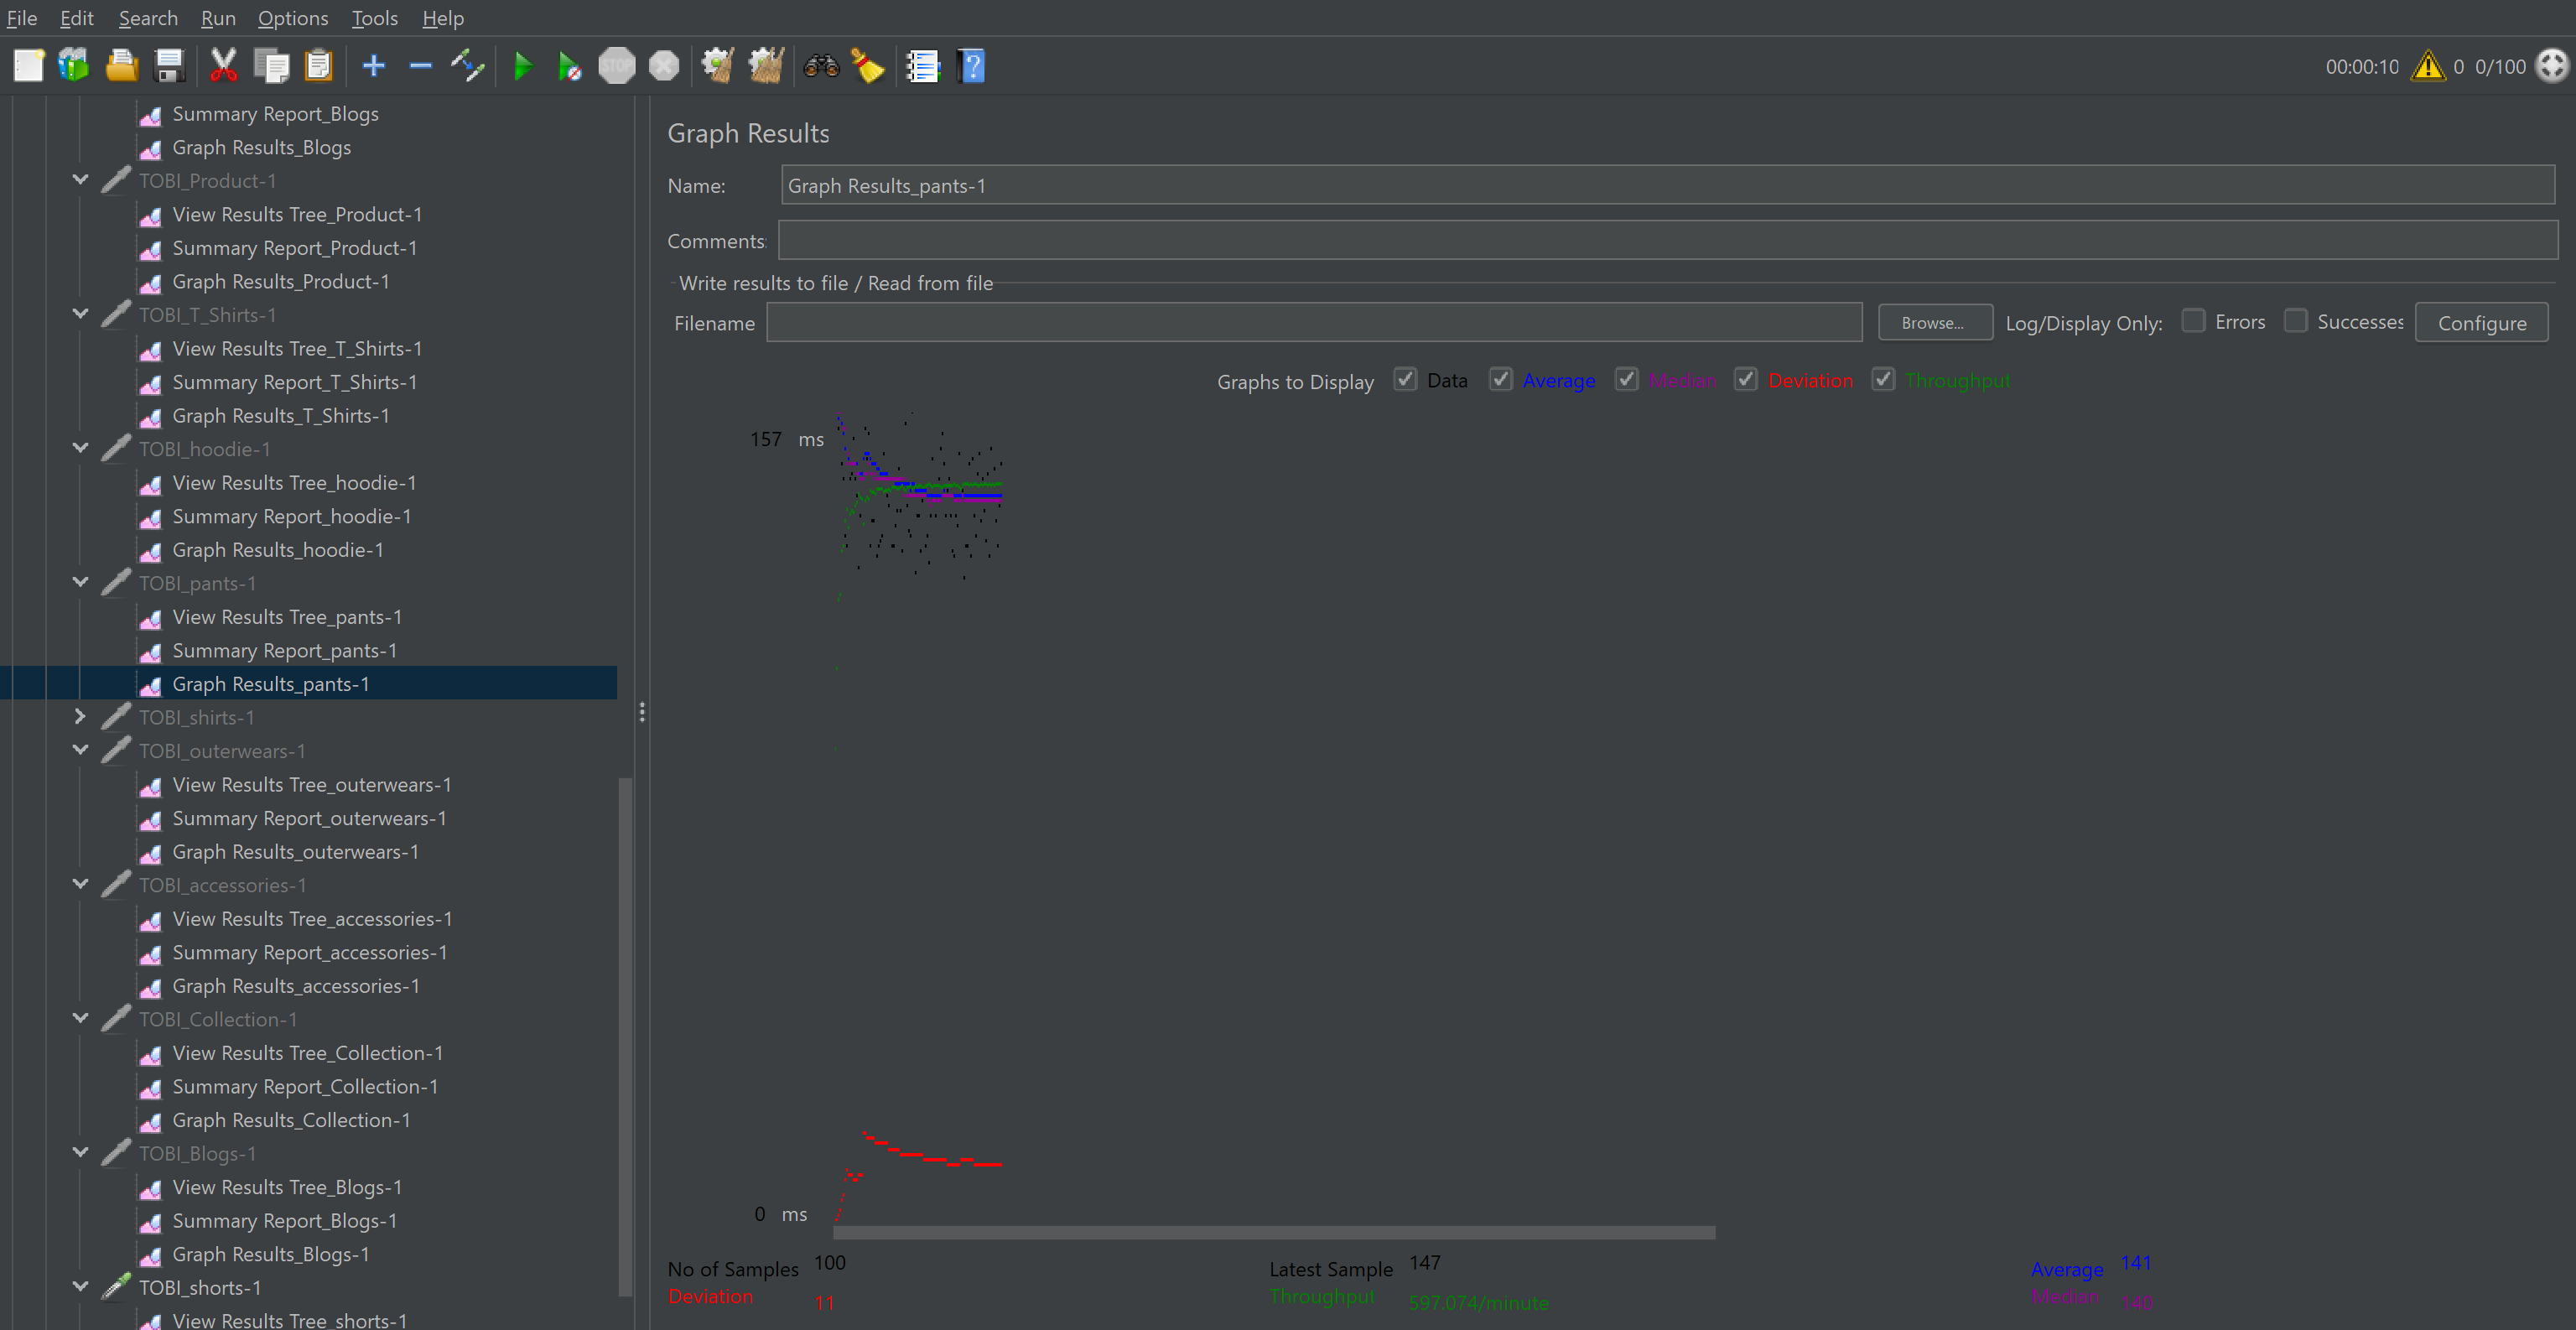 File Edit Search Run Options Tools Help
STOP
00:00:10 0 0/100
Summary Report_Blogs
Graph Results_Blogs
TOBI_Product-1
View Results Tree_Product-1
Summary Report_Product-1
Graph Results_Product-1
TOBI_T_Shirts-1
View Results Tree_T_Shirts-1
Summary Report_T_Shirts-1
Graph Results_T_Shirts-1
TOBI_hoodie-1
View Results Tree_hoodie-1
Summary Report_hoodie-1
Graph Results_hoodie-1
TOBI_pants-1
View Results Tree_pants-1
Summary Report_pants-1
Graph Results_pants-1
TOBI_shirts-1
TOBI_outerwears-1
View Results Tree_outerwears-1
Summary Report_outerwears-1
Graph Results_outerwears-1
TOBI_accessories-1
View Results Tree_accessories-1
Summary Report_accessories-1
Graph Results_accessories-1
TOBI_Collection-1
View Results Tree_Collection-1
Summary Report_Collection-1
Graph Results_Collection-1
TOBI_Blogs-1
View Results Tree_Blogs-1
Summary Report_Blogs-1
Graph Results_Blogs-1
TOBI_shorts-1
View Results Tree_shorts-1
Graph Results
Name: Graph Results_pants-1
Comments:
Write results to file / Read from file
Filename Browse... Log/Display Only: Errors Successes Configure
Graphs to Display Data Average Median Deviation Throughput
157 ms
0 ms
No of Samples 100 Latest Sample 147 Average 141
Deviation 11 Throughput 597.074/minute Median 140